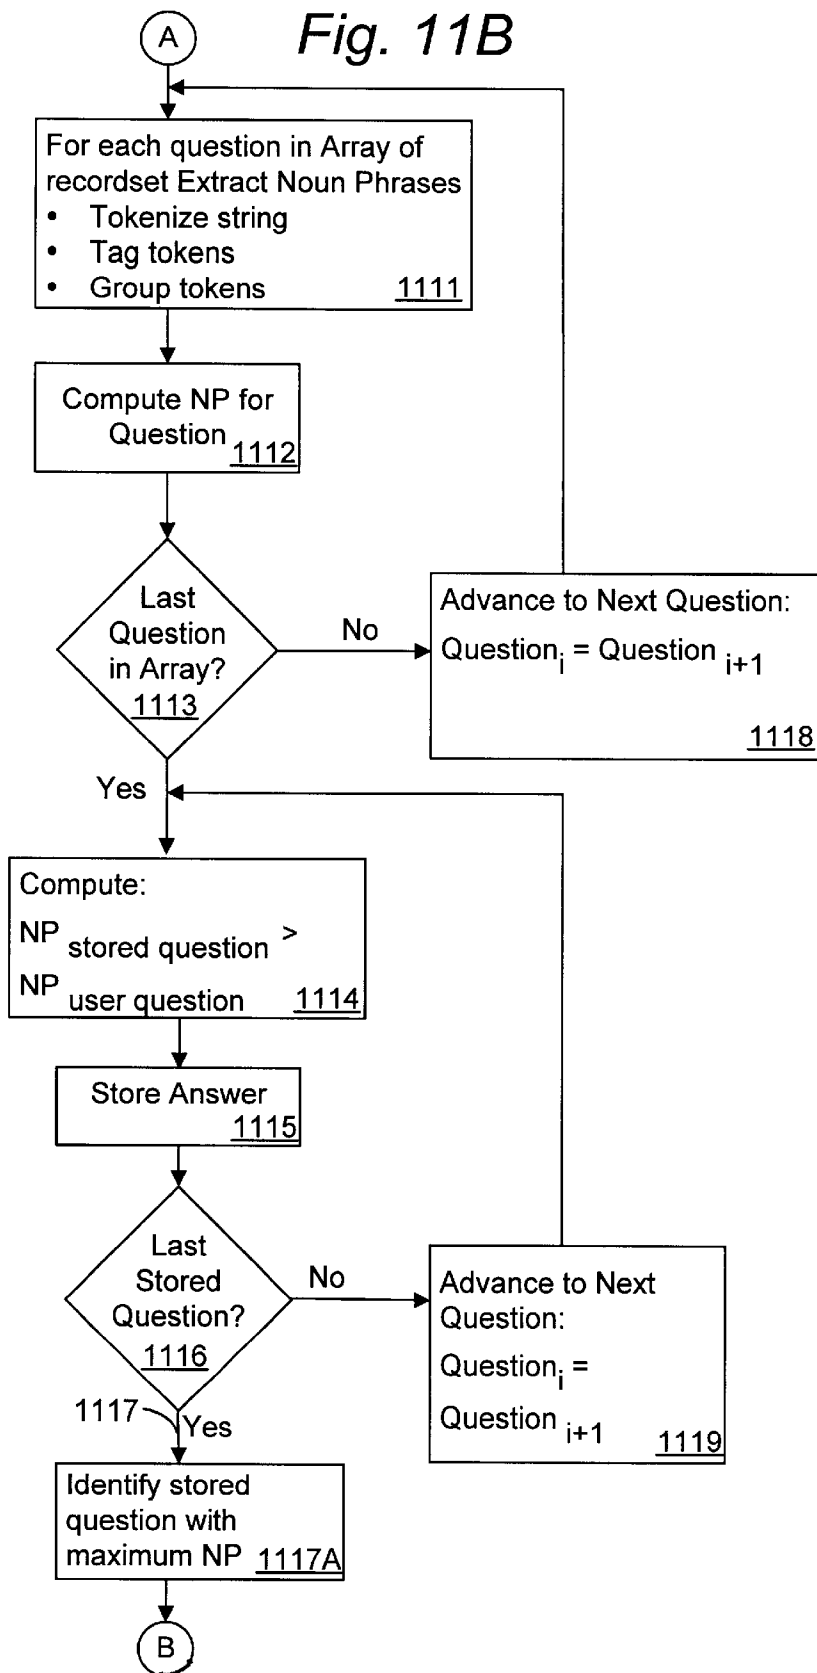 A
Fig. 11B
For each question in Array of
recordset Extract Noun Phrases
• Tokenize string
• Tag tokens
• Group tokens 1111
Compute NP for
Question 1112
Last
Question
in Array?
1113
No
Advance to Next Question:
Question i = Question i+1
1118
Yes
Compute:
NP stored question >
NP user question 1114
Store Answer
1115
Last
Stored
Question?
1116
No
Advance to Next
Question:
Question i =
Question i+1 1119
1117
Yes
Identify stored
question with
maximum NP 1117A
B